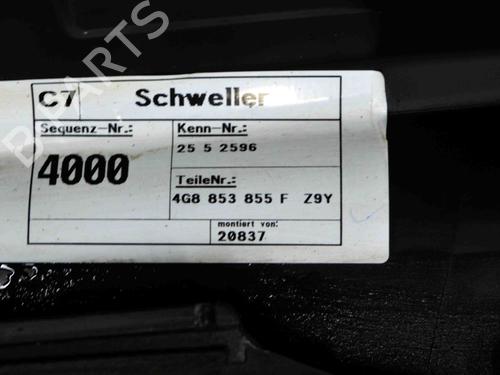 B-PARTS
C7 Schweller
Sequenz-Nr.: Kenn-Nr.:
4000 25 5 2596
TeileNr.:
4G8 853 855 F Z9Y
montiert von:
20837